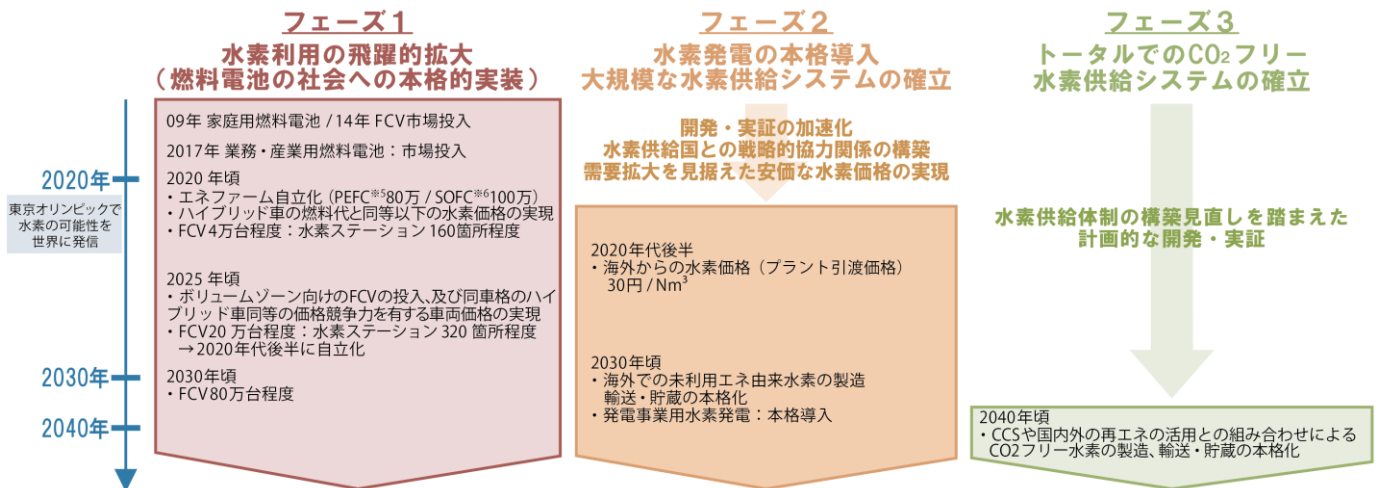 フェーズ1
水素利用の飛躍的拡大
(燃料電池の社会への本格的実装)
09年 家庭用燃料電池 / 14年 FCV市場投入
2017年 業務・産業用燃料電池：市場投入
2020 年頃
・エネファーム自立化 (PEFC※5 80万 / SOFC※6 100万)
・ハイブリッド車の燃料代と同等以下の水素価格の実現
・FCV 4万台程度：水素ステーション 160箇所程度
2025 年頃
・ボリュームゾーン向けのFCVの投入、及び同車格のハイ
ブリッド車同等の価格競争力を有する車両価格の実現
・FCV20 万台程度：水素ステーション 320 箇所程度
→2020年代後半に自立化
2030年頃
・FCV80万台程度
2020年
東京オリンピックで
水素の可能性を
世界に発信
2030年
2040年
フェーズ2
水素発電の本格導入
大規模な水素供給システムの確立
開発・実証の加速化
水素供給国との戦略的協力関係の構築
需要拡大を見据えた安価な水素価格の実現
2020年代後半
・海外からの水素価格（プラント引渡価格）
30円 / Nm³
2030年頃
・海外での未利用エネ由来水素の製造
輸送・貯蔵の本格化
・発電事業用水素発電：本格導入
フェーズ3
トータルでのCO₂フリー
水素供給システムの確立
水素供給体制の構築見直しを踏まえた
計画的な開発・実証
2040年頃
・CCSや国内外の再エネの活用との組み合わせによる
CO2フリー水素の製造、輸送・貯蔵の本格化